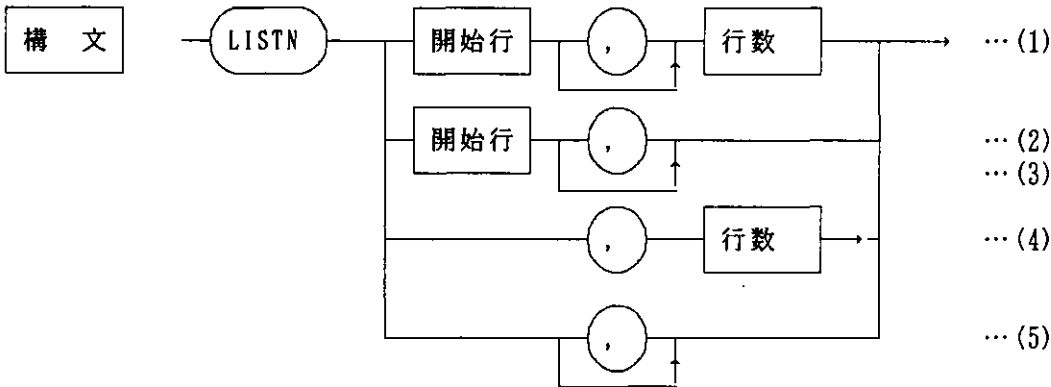 構 文 LISTN 開始行 , 行数 …(1)
開始行 , …(2)
…(3)
, 行数 …(4)
, …(5)